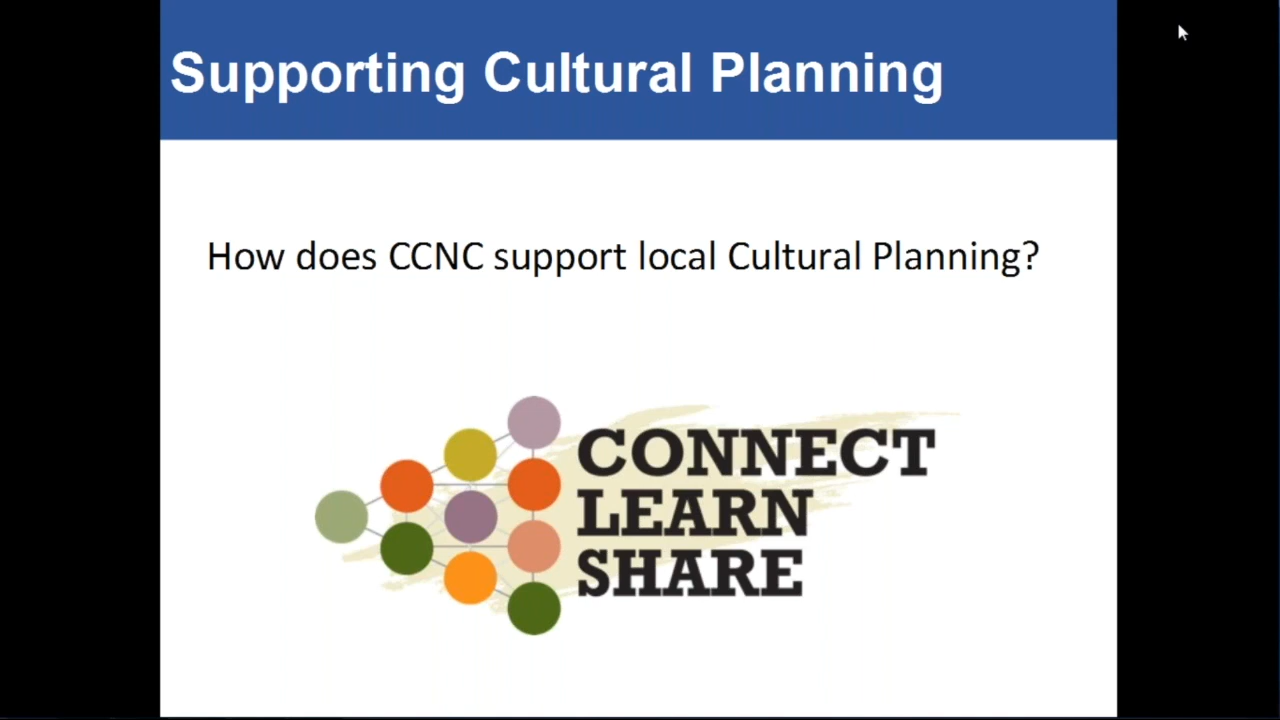 Supporting Cultural Planning
How does CCNC support local Cultural Planning?
CONNECT
LEARN
SHARE